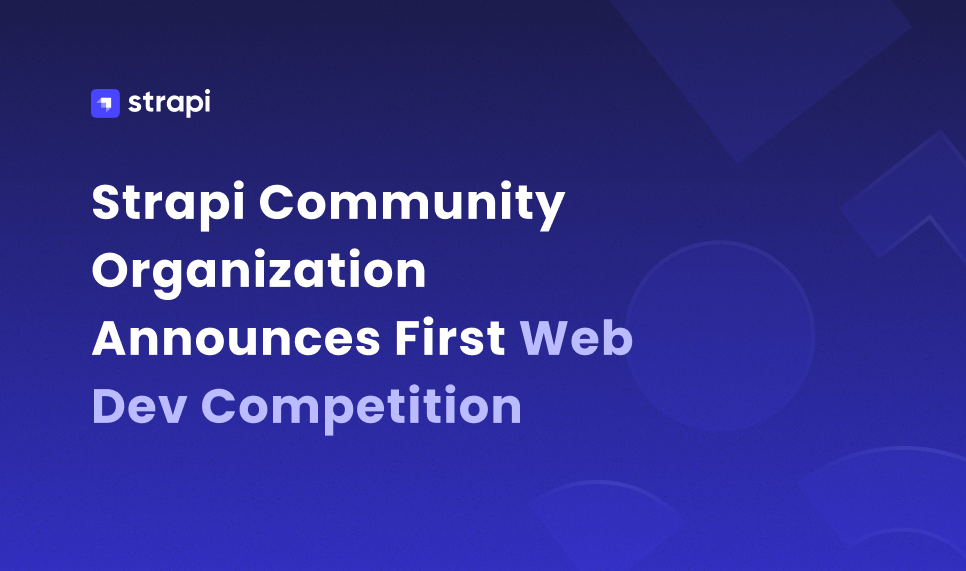 strapi
Strapi Community
Organization
Announces First Web
Dev Competition